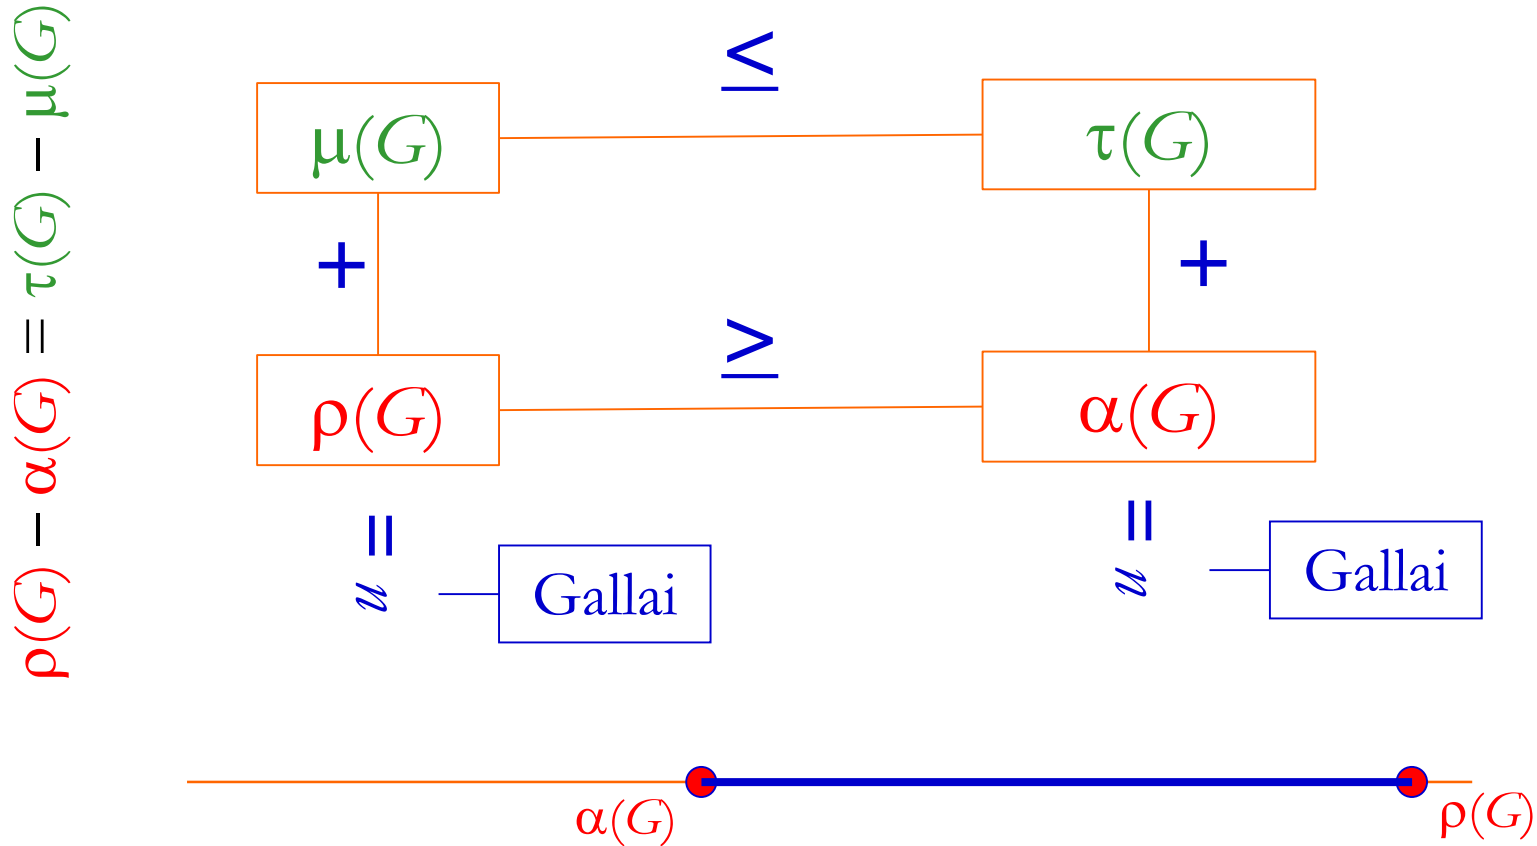 ρ(G) − α(G) = τ(G) − μ(G)
≤
μ(G)
τ(G)
+
+
≥
ρ(G)
α(G)
=
=
n
n
Gallai
Gallai
α(G)
ρ(G)